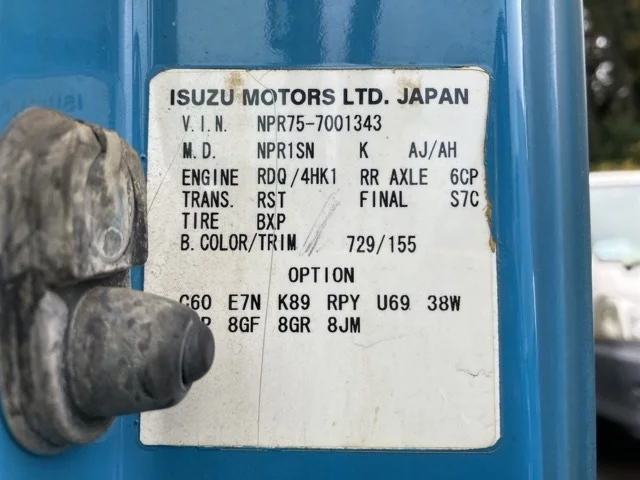 ISUZU MOTORS LTD. JAPAN
V.I.N. NPR75-7001343
M.D. NPR1SN K AJ/AH
ENGINE RDQ/4HK1 RR AXLE 6CP
TRANS. RST FINAL S7C
TIRE BXP
B.COLOR/TRIM 729/155
OPTION
C60 E7N K89 RPY U69 38W
8GF 8GR 8JM